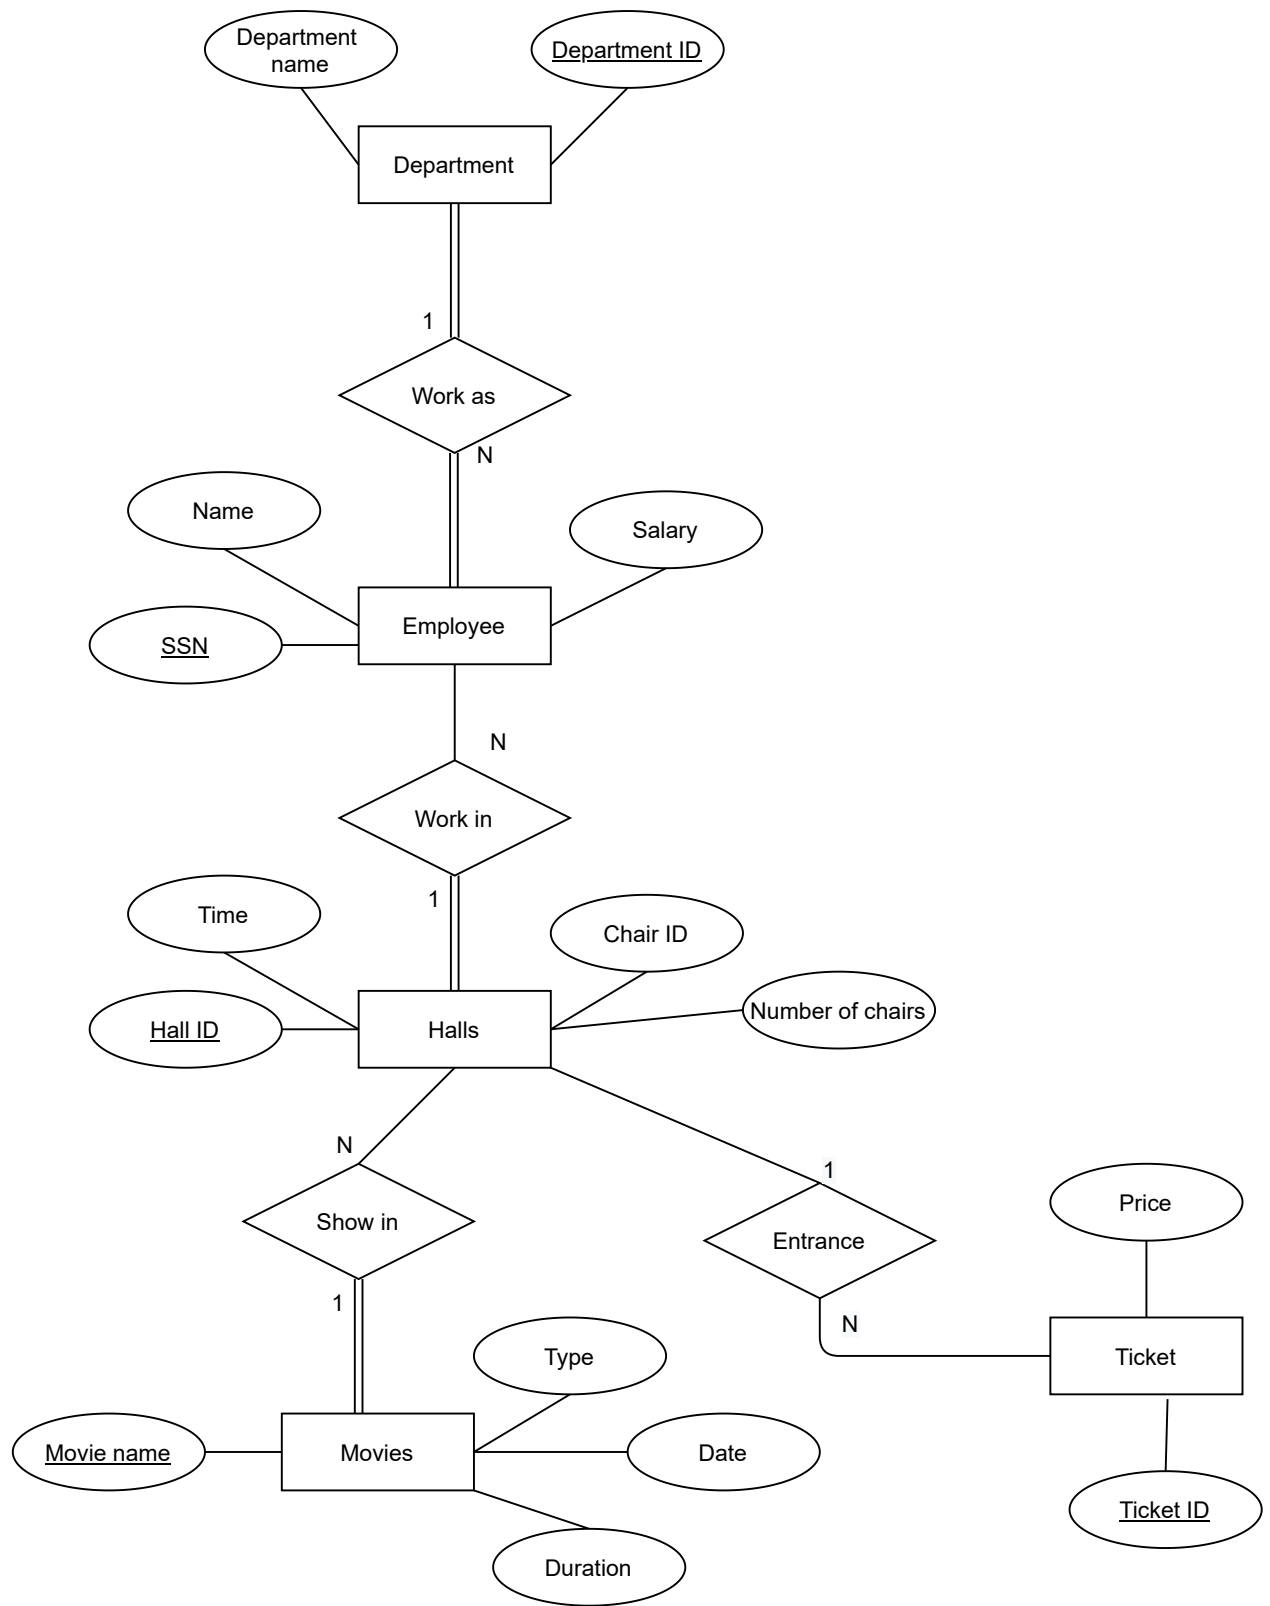 Department
name
Department ID
Department
1
Work as
N
Name
Salary
Employee
SSN
N
Work in
1
Time
Chair ID
Number of chairs
Hall ID
Halls
N
1
Show in
Entrance
Price
1
N
Type
Ticket
Movie name
Movies
Date
Ticket ID
Duration